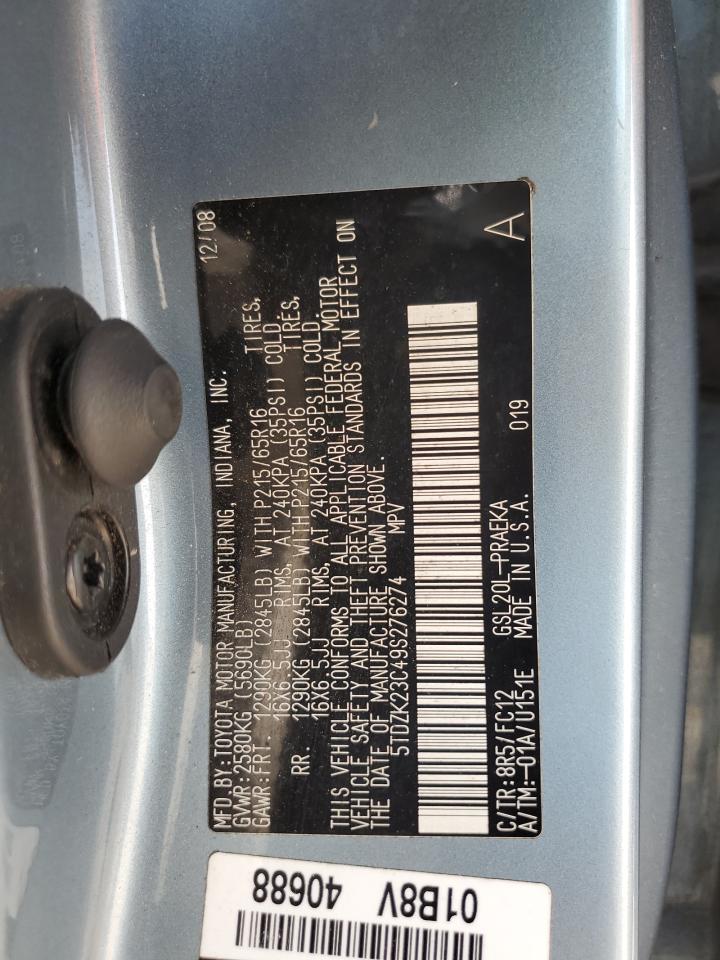 MFD.BY:TOYOTA MOTOR MANUFACTURING, INDIANA, INC. 12/08
GVWR:2580KG (5690LB)
GAWR:FRT. 1290KG (2845LB) WITH P215/65R16 TIRES,
16X6.5JJ RIMS, AT 240KPA (35PSI) COLD.
RR. 1290KG (2845LB) WITH P215/65R16 TIRES,
16X6.5JJ RIMS, AT 240KPA (35PSI) COLD.
THIS VEHICLE CONFORMS TO ALL APPLICABLE FEDERAL MOTOR
VEHICLE SAFETY AND THEFT PREVENTION STANDARDS IN EFFECT ON
THE DATE OF MANUFACTURE SHOWN ABOVE.
5TDZK23C49S276274 MPV
019 A
C/TR:8R5/FC12 GSL20L-PRAEKA
A/TM:-01A/U151E MADE IN U.S.A.
01B8V 40688